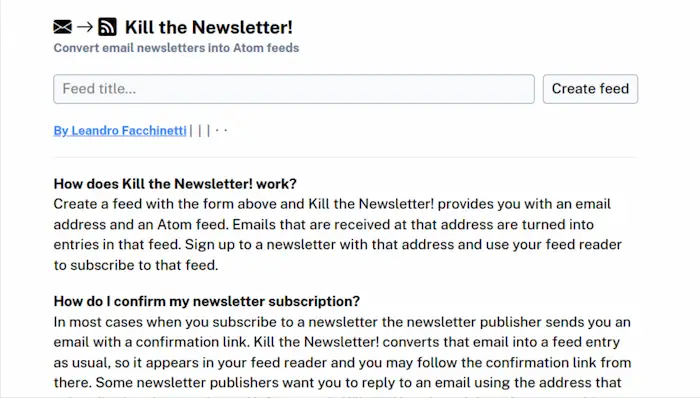 Kill the Newsletter!
Convert email newsletters into Atom feeds
Feed title...
Create feed
By Leandro Facchinetti | | | · ·
How does Kill the Newsletter! work?
Create a feed with the form above and Kill the Newsletter! provides you with an email
address and an Atom feed. Emails that are received at that address are turned into
entries in that feed. Sign up to a newsletter with that address and use your feed reader
to subscribe to that feed.
How do I confirm my newsletter subscription?
In most cases when you subscribe to a newsletter the newsletter publisher sends you an
email with a confirmation link. Kill the Newsletter! converts that email into a feed entry
as usual, so it appears in your feed reader and you may follow the confirmation link from
there. Some newsletter publishers want you to reply to an email using the address that